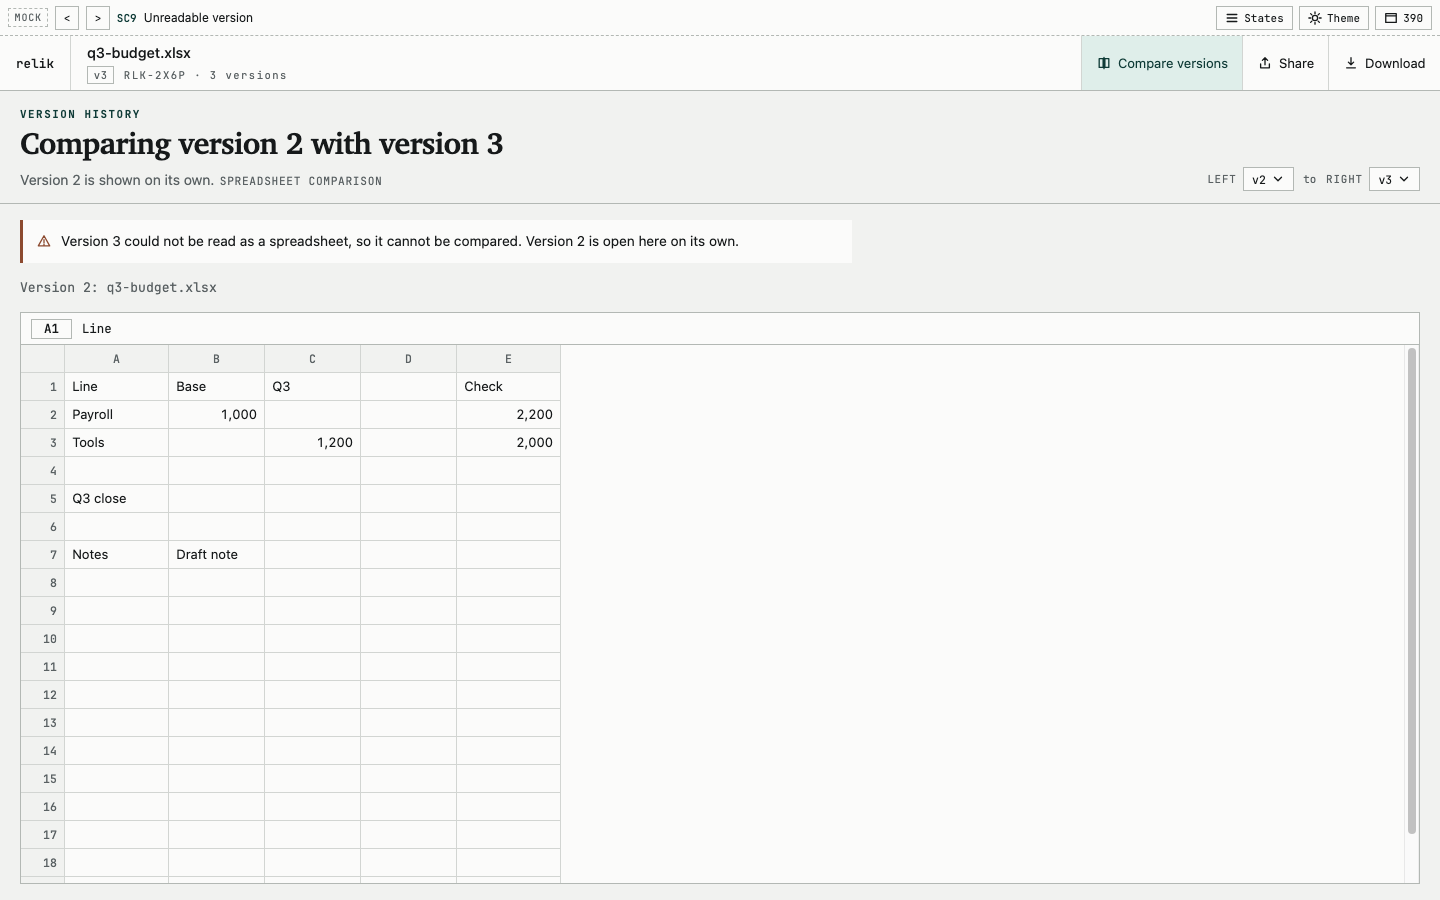 MOCK < > SC9 Unreadable version States Theme 390
relik
q3-budget.xlsx
v3 RLK-2X6P · 3 versions
Compare versions Share Download
VERSION HISTORY
Comparing version 2 with version 3
Version 2 is shown on its own. SPREADSHEET COMPARISON
LEFT v2 to RIGHT v3
Version 3 could not be read as a spreadsheet, so it cannot be compared. Version 2 is open here on its own.
Version 2: q3-budget.xlsx
A1 Line
A B C D E
1 Line Base Q3 Check
2 Payroll 1,000 2,200
3 Tools 1,200 2,000
4
5 Q3 close
6
7 Notes Draft note
8
9
10
11
12
13
14
15
16
17
18